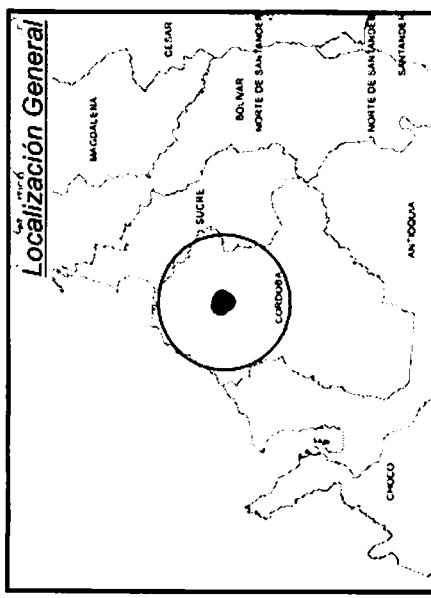 Localización General
MAGDALENA
CESAR
SUCRE
BOLIVAR
NORTE DE SANTANDER
CORDOBA
NORTE DE SANTANDER
SANTANDER
ANTIOQUIA
CHOCO